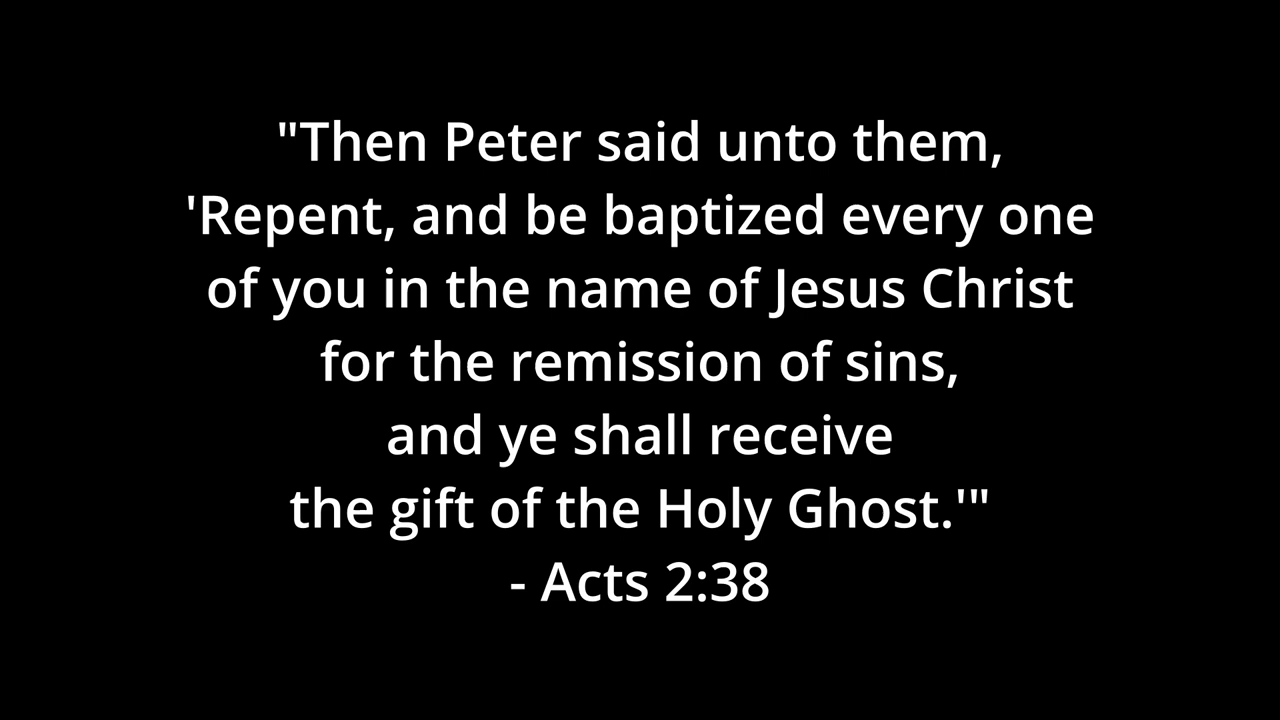 "Then Peter said unto them,
'Repent, and be baptized every one
of you in the name of Jesus Christ
for the remission of sins,
and ye shall receive
the gift of the Holy Ghost.'"
- Acts 2:38